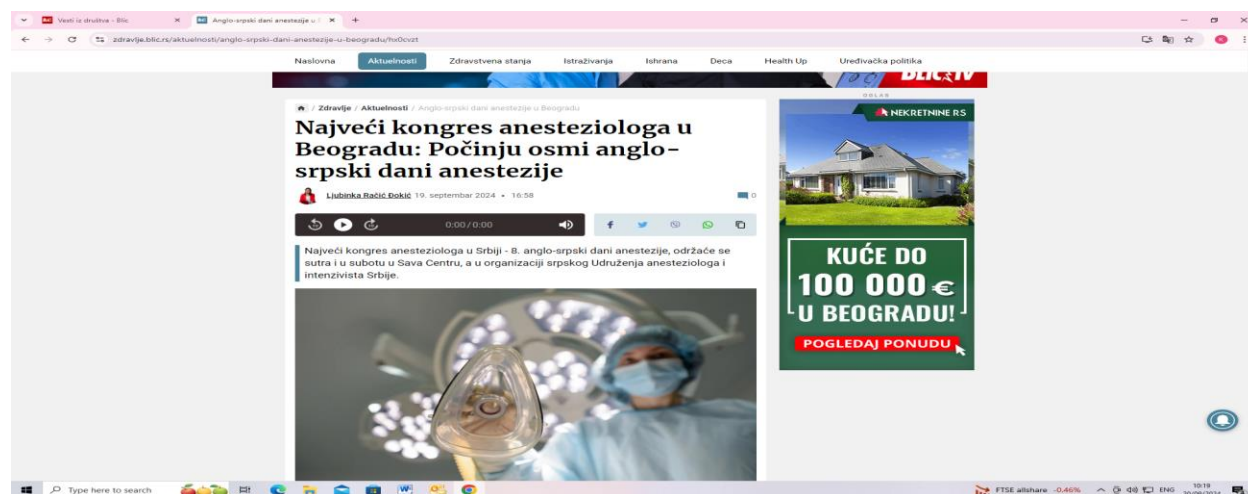 Vesti iz društva - Blic
Anglo-srpski dani anestezije u
zdravlje.blic.rs/aktuelnosti/anglo-srpski-dani-anestezije-u-beogradu/hx0cvzt
Naslovna Aktuelnosti Zdravstvena stanja Istraživanja Ishrana Deca Health Up Uređivačka politika
BLIC TV
OGLAS
/ Zdravlje / Aktuelnosti / Anglo-srpski dani anestezije u Beogradu
Najveći kongres anesteziologa u
Beogradu: Počinju osmi anglo-
srpski dani anestezije
Ljubinka Račić Đokić 19. septembar 2024 • 16:58
0
0:00 / 0:00
Najveći kongres anesteziologa u Srbiji - 8. anglo-srpski dani anestezije, održaće se
sutra i u subotu u Sava Centru, a u organizaciji srpskog Udruženja anesteziologa i
intenzivista Srbije.
NEKRETNINE RS
KUĆE DO
100 000 €
U BEOGRADU!
POGLEDAJ PONUDU
Type here to search
FTSE allshare -0.46%
ENG
10:19